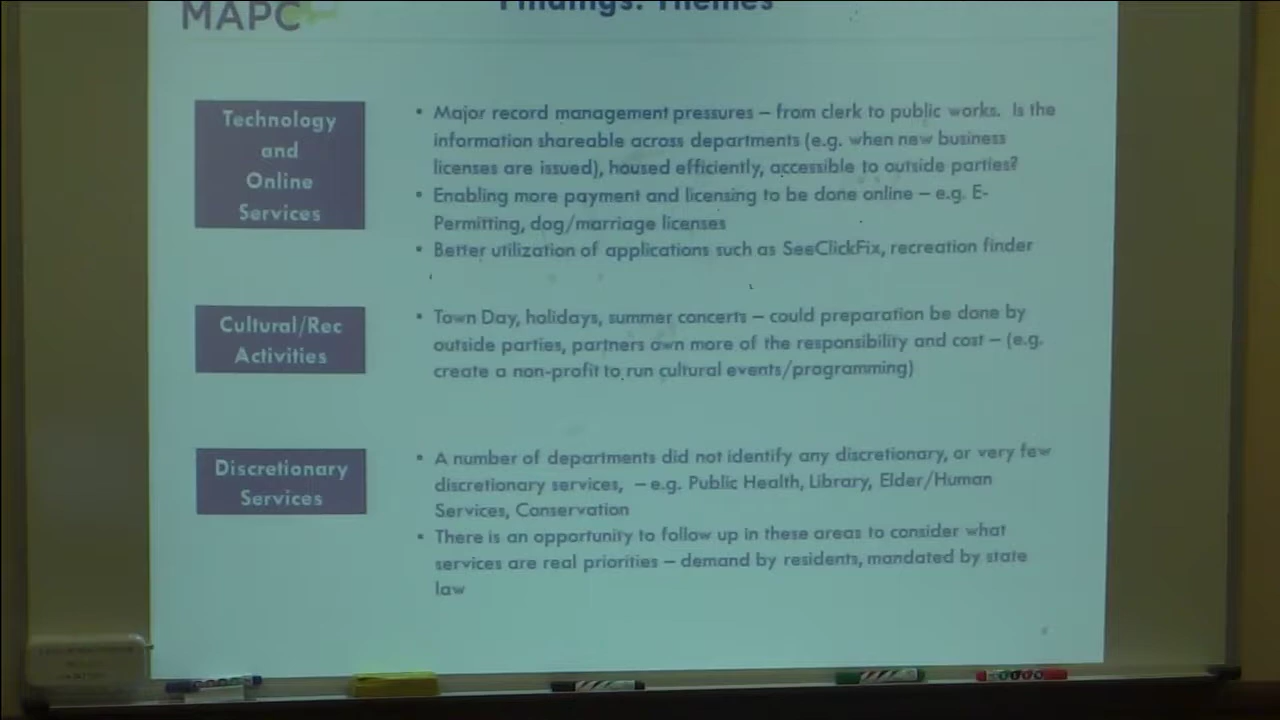 MAPC
Findings: Themes
Technology
and
Online
Services
• Major record management pressures – from clerk to public works. Is the
information shareable across departments (e.g. when new business
licenses are issued), housed efficiently, accessible to outside parties?
• Enabling more payment and licensing to be done online – e.g. E-
Permitting, dog/marriage licenses
• Better utilization of applications such as SeeClickFix, recreation finder
Cultural/Rec
Activities
• Town Day, holidays, summer concerts – could preparation be done by
outside parties, partners own more of the responsibility and cost – (e.g.
create a non-profit to run cultural events/programming)
Discretionary
Services
• A number of departments did not identify any discretionary, or very few
discretionary services, – e.g. Public Health, Library, Elder/Human
Services, Conservation
• There is an opportunity to follow up in these areas to consider what
services are real priorities – demand by residents, mandated by state
law